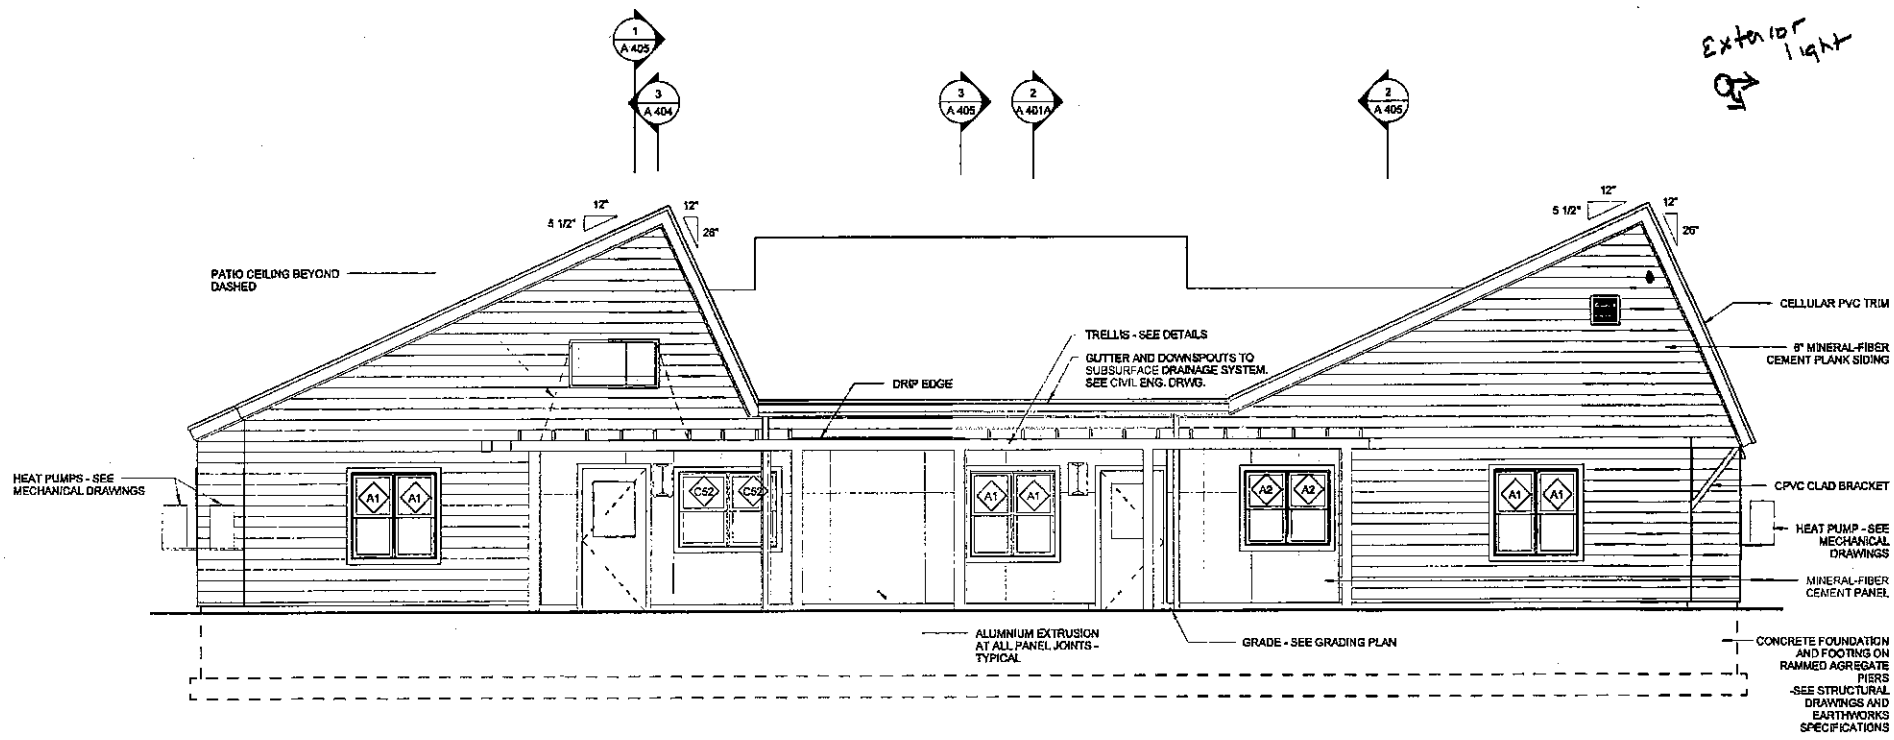 Exterior
light
1
A 405
3
A 404
3
A 405
2
A 401A
2
A 405
12"
5 1/2"
12"
26"
12"
5 1/2"
12"
26"
PATIO CEILING BEYOND
DASHED
CELLULAR PVC TRIM
6" MINERAL-FIBER
CEMENT PLANK SIDING
TRELLIS - SEE DETAILS
GUTTER AND DOWNSPOUTS TO
SUBSURFACE DRAINAGE SYSTEM.
SEE CIVIL ENG. DRWG.
DRIP EDGE
HEAT PUMPS - SEE
MECHANICAL DRAWINGS
A1 A1
C52 C52
A1 A1
A2 A2
A1 A1
CPVC CLAD BRACKET
HEAT PUMP - SEE
MECHANICAL
DRAWINGS
MINERAL-FIBER
CEMENT PANEL
ALUMNIUM EXTRUSION
AT ALL PANEL JOINTS -
TYPICAL
GRADE - SEE GRADING PLAN
CONCRETE FOUNDATION
AND FOOTING ON
RAMMED AGREGATE
PIERS
-SEE STRUCTURAL
DRAWINGS AND
EARTHWORKS
SPECIFICATIONS